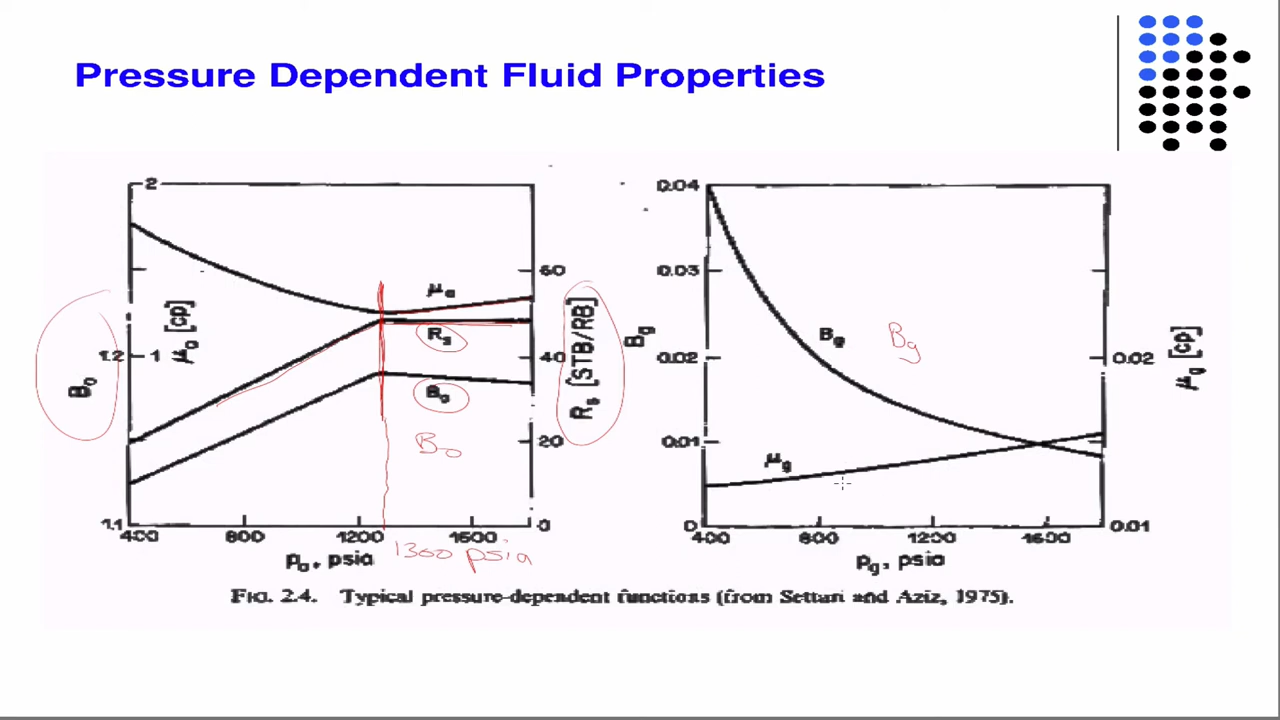 Pressure Dependent Fluid Properties
2
60
1.2
1
40
20
1.1
0
400
800
1200
1600
Bo
μo [cp]
μo
Rs
Rs [STB/RB]
Bo
po, psia
1300 psia
0.04
0.03
0.02
0.01
0
0.02
0.01
400
800
1200
1600
Bg
Bg
Bg
μg
μg [cp]
pg, psia
FIG. 2.4. Typical pressure-dependent functions (from Settari and Aziz, 1975).